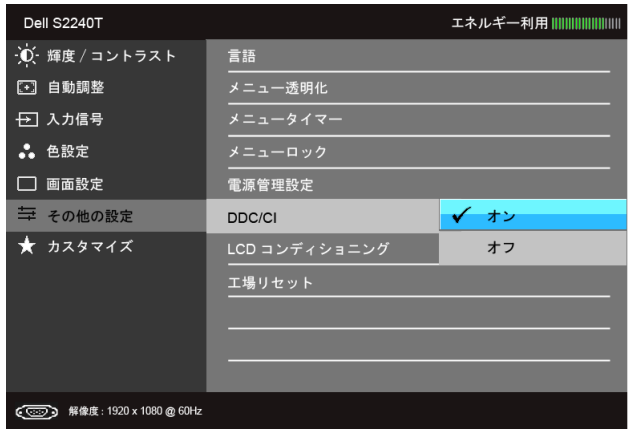 Dell S2240T
エネルギー利用
輝度 / コントラスト
言語
自動調整
メニュー透明化
入力信号
メニュータイマー
色設定
メニューロック
画面設定
電源管理設定
その他の設定
DDC/CI
オン
カスタマイズ
LCD コンディショニング
オフ
工場リセット
解像度 : 1920 x 1080 @ 60Hz